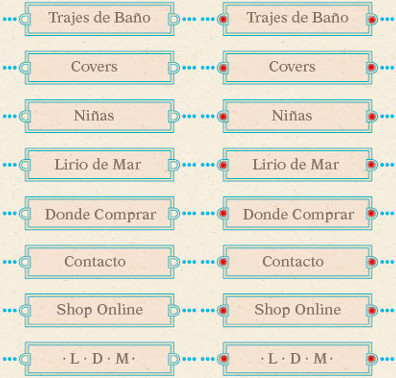 Trajes de Baño Trajes de Baño
Covers Covers
Niñas Niñas
Lirio de Mar Lirio de Mar
Donde Comprar Donde Comprar
Contacto Contacto
Shop Online Shop Online
· L · D · M · · L · D · M ·